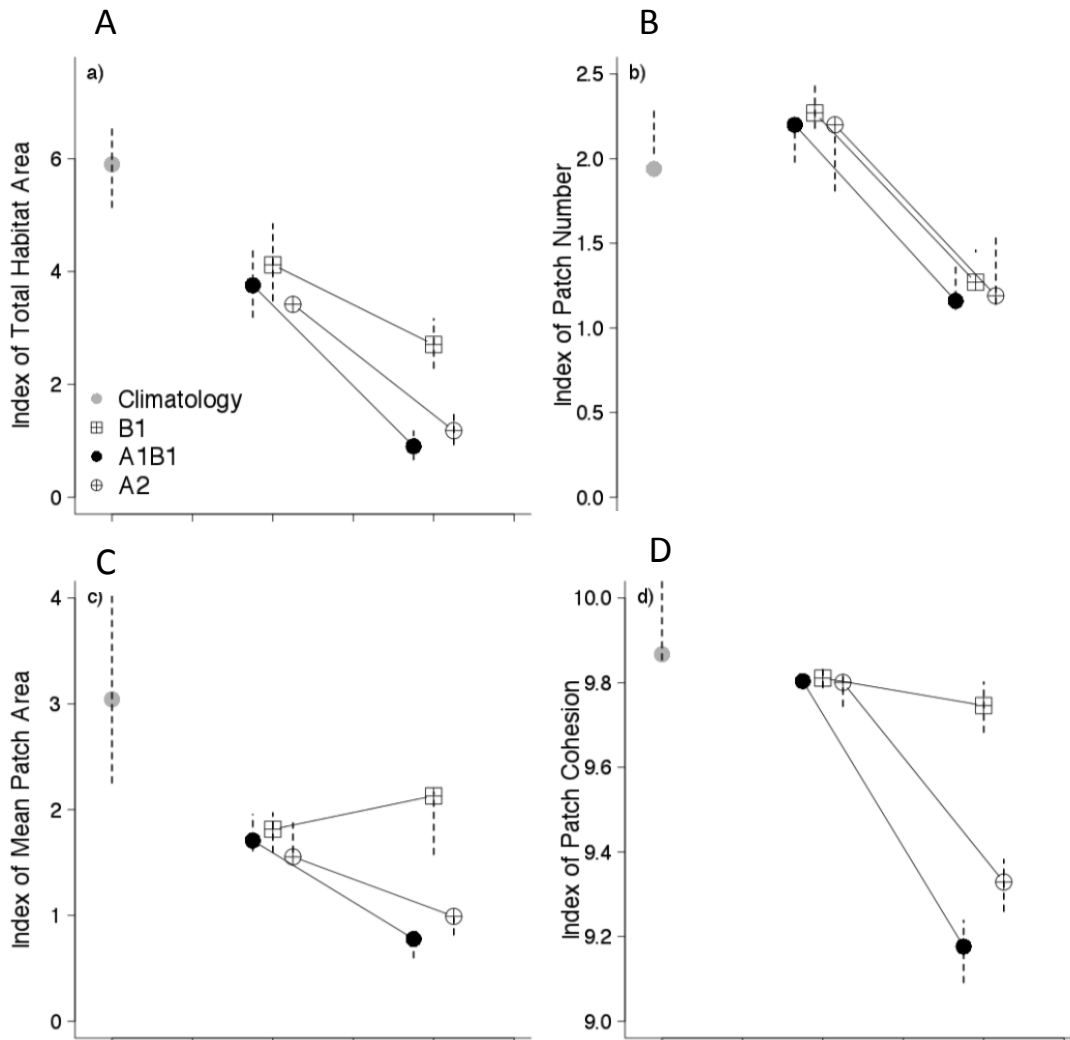 A
B
a)
Index of Total Habitat Area
6
4
2
0
Climatology
B1
A1B1
A2
b)
Index of Patch Number
2.5
2.0
1.5
1.0
0.5
0.0
C
D
c)
Index of Mean Patch Area
4
3
2
1
0
d)
Index of Patch Cohesion
10.0
9.8
9.6
9.4
9.2
9.0